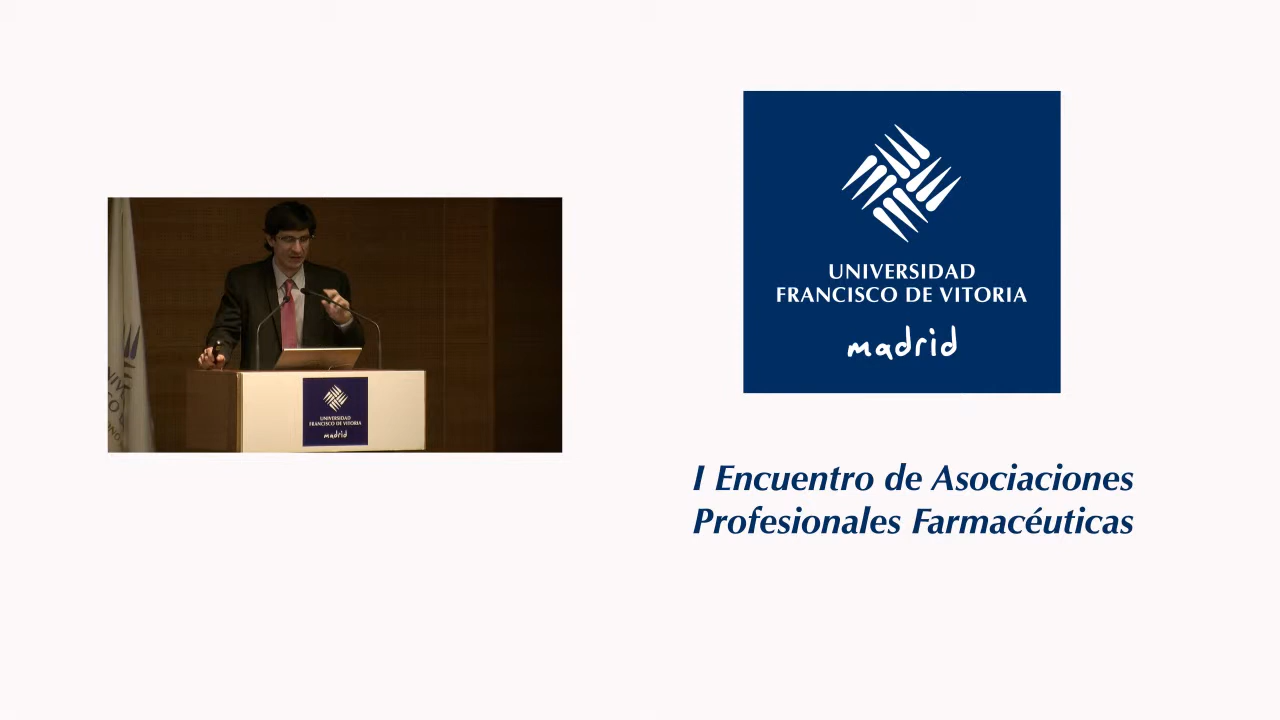 UNIVERSIDAD
FRANCISCO DE VITORIA
madrid
I Encuentro de Asociaciones
Profesionales Farmacéuticas
UNIVERSIDAD
FRANCISCO DE VITORIA
madrid